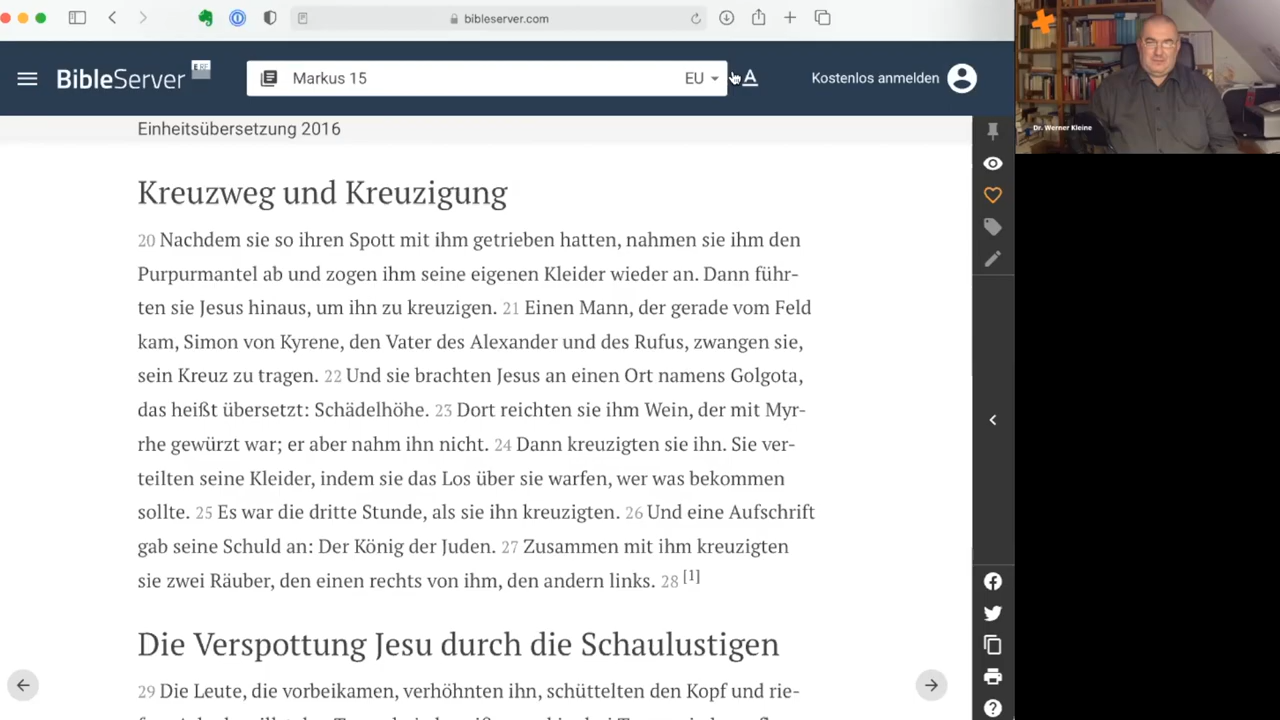 bibleserver.com
BibleServer
ERF
Markus 15
EU
A
Kostenlos anmelden
Dr. Werner Kleine
Einheitsübersetzung 2016
Kreuzweg und Kreuzigung
20 Nachdem sie so ihren Spott mit ihm getrieben hatten, nahmen sie ihm den
Purpurmantel ab und zogen ihm seine eigenen Kleider wieder an. Dann führ-
ten sie Jesus hinaus, um ihn zu kreuzigen. 21 Einen Mann, der gerade vom Feld
kam, Simon von Kyrene, den Vater des Alexander und des Rufus, zwangen sie,
sein Kreuz zu tragen. 22 Und sie brachten Jesus an einen Ort namens Golgota,
das heißt übersetzt: Schädelhöhe. 23 Dort reichten sie ihm Wein, der mit Myr-
rhe gewürzt war; er aber nahm ihn nicht. 24 Dann kreuzigten sie ihn. Sie ver-
teilten seine Kleider, indem sie das Los über sie warfen, wer was bekommen
sollte. 25 Es war die dritte Stunde, als sie ihn kreuzigten. 26 Und eine Aufschrift
gab seine Schuld an: Der König der Juden. 27 Zusammen mit ihm kreuzigten
sie zwei Räuber, den einen rechts von ihm, den andern links. 28 [1]
Die Verspottung Jesu durch die Schaulustigen
29 Die Leute, die vorbeikamen, verhöhnten ihn, schüttelten den Kopf und rie-